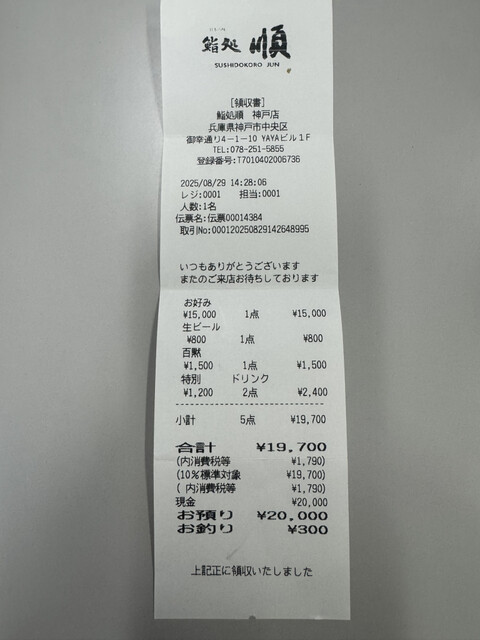 鮨処 順
SUSHIDOKORO JUN
[領収書]
鮨処順 神戸店
兵庫県神戸市中央区
御幸通り4-1-10 YAYAビル1F
TEL:078-251-5855
登録番号:T7010402006736
2025/08/29 14:28:06
レジ:0001 担当:0001
人数:1名
伝票名:伝票00014384
取引No:000120250829142648995
いつもありがとうございます
またのご来店お待ちしております
お好み
¥15,000 1点 ¥15,000
生ビール
¥800 1点 ¥800
百黙
¥1,500 1点 ¥1,500
特別 ドリンク
¥1,200 2点 ¥2,400
小計 5点 ¥19,700
合計 ¥19,700
(内消費税等 ¥1,790)
(10%標準対象 ¥19,700)
( 内消費税等 ¥1,790)
現金 ¥20,000
お預り ¥20,000
お釣り ¥300
上記正に領収いたしました